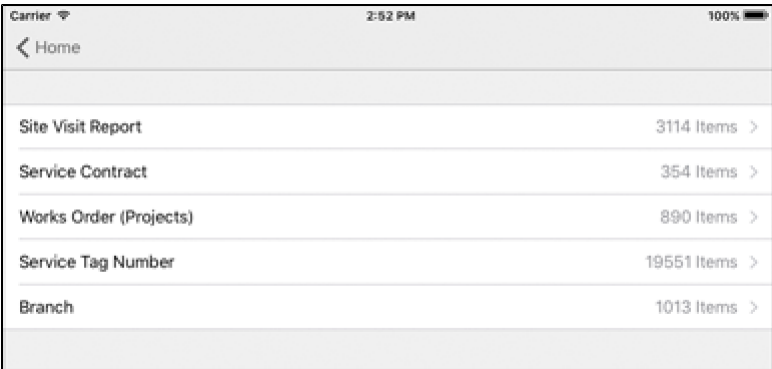 Carrier 2:52 PM 100%
Home
Site Visit Report 3114 Items
Service Contract 354 Items
Works Order (Projects) 890 Items
Service Tag Number 19551 Items
Branch 1013 Items